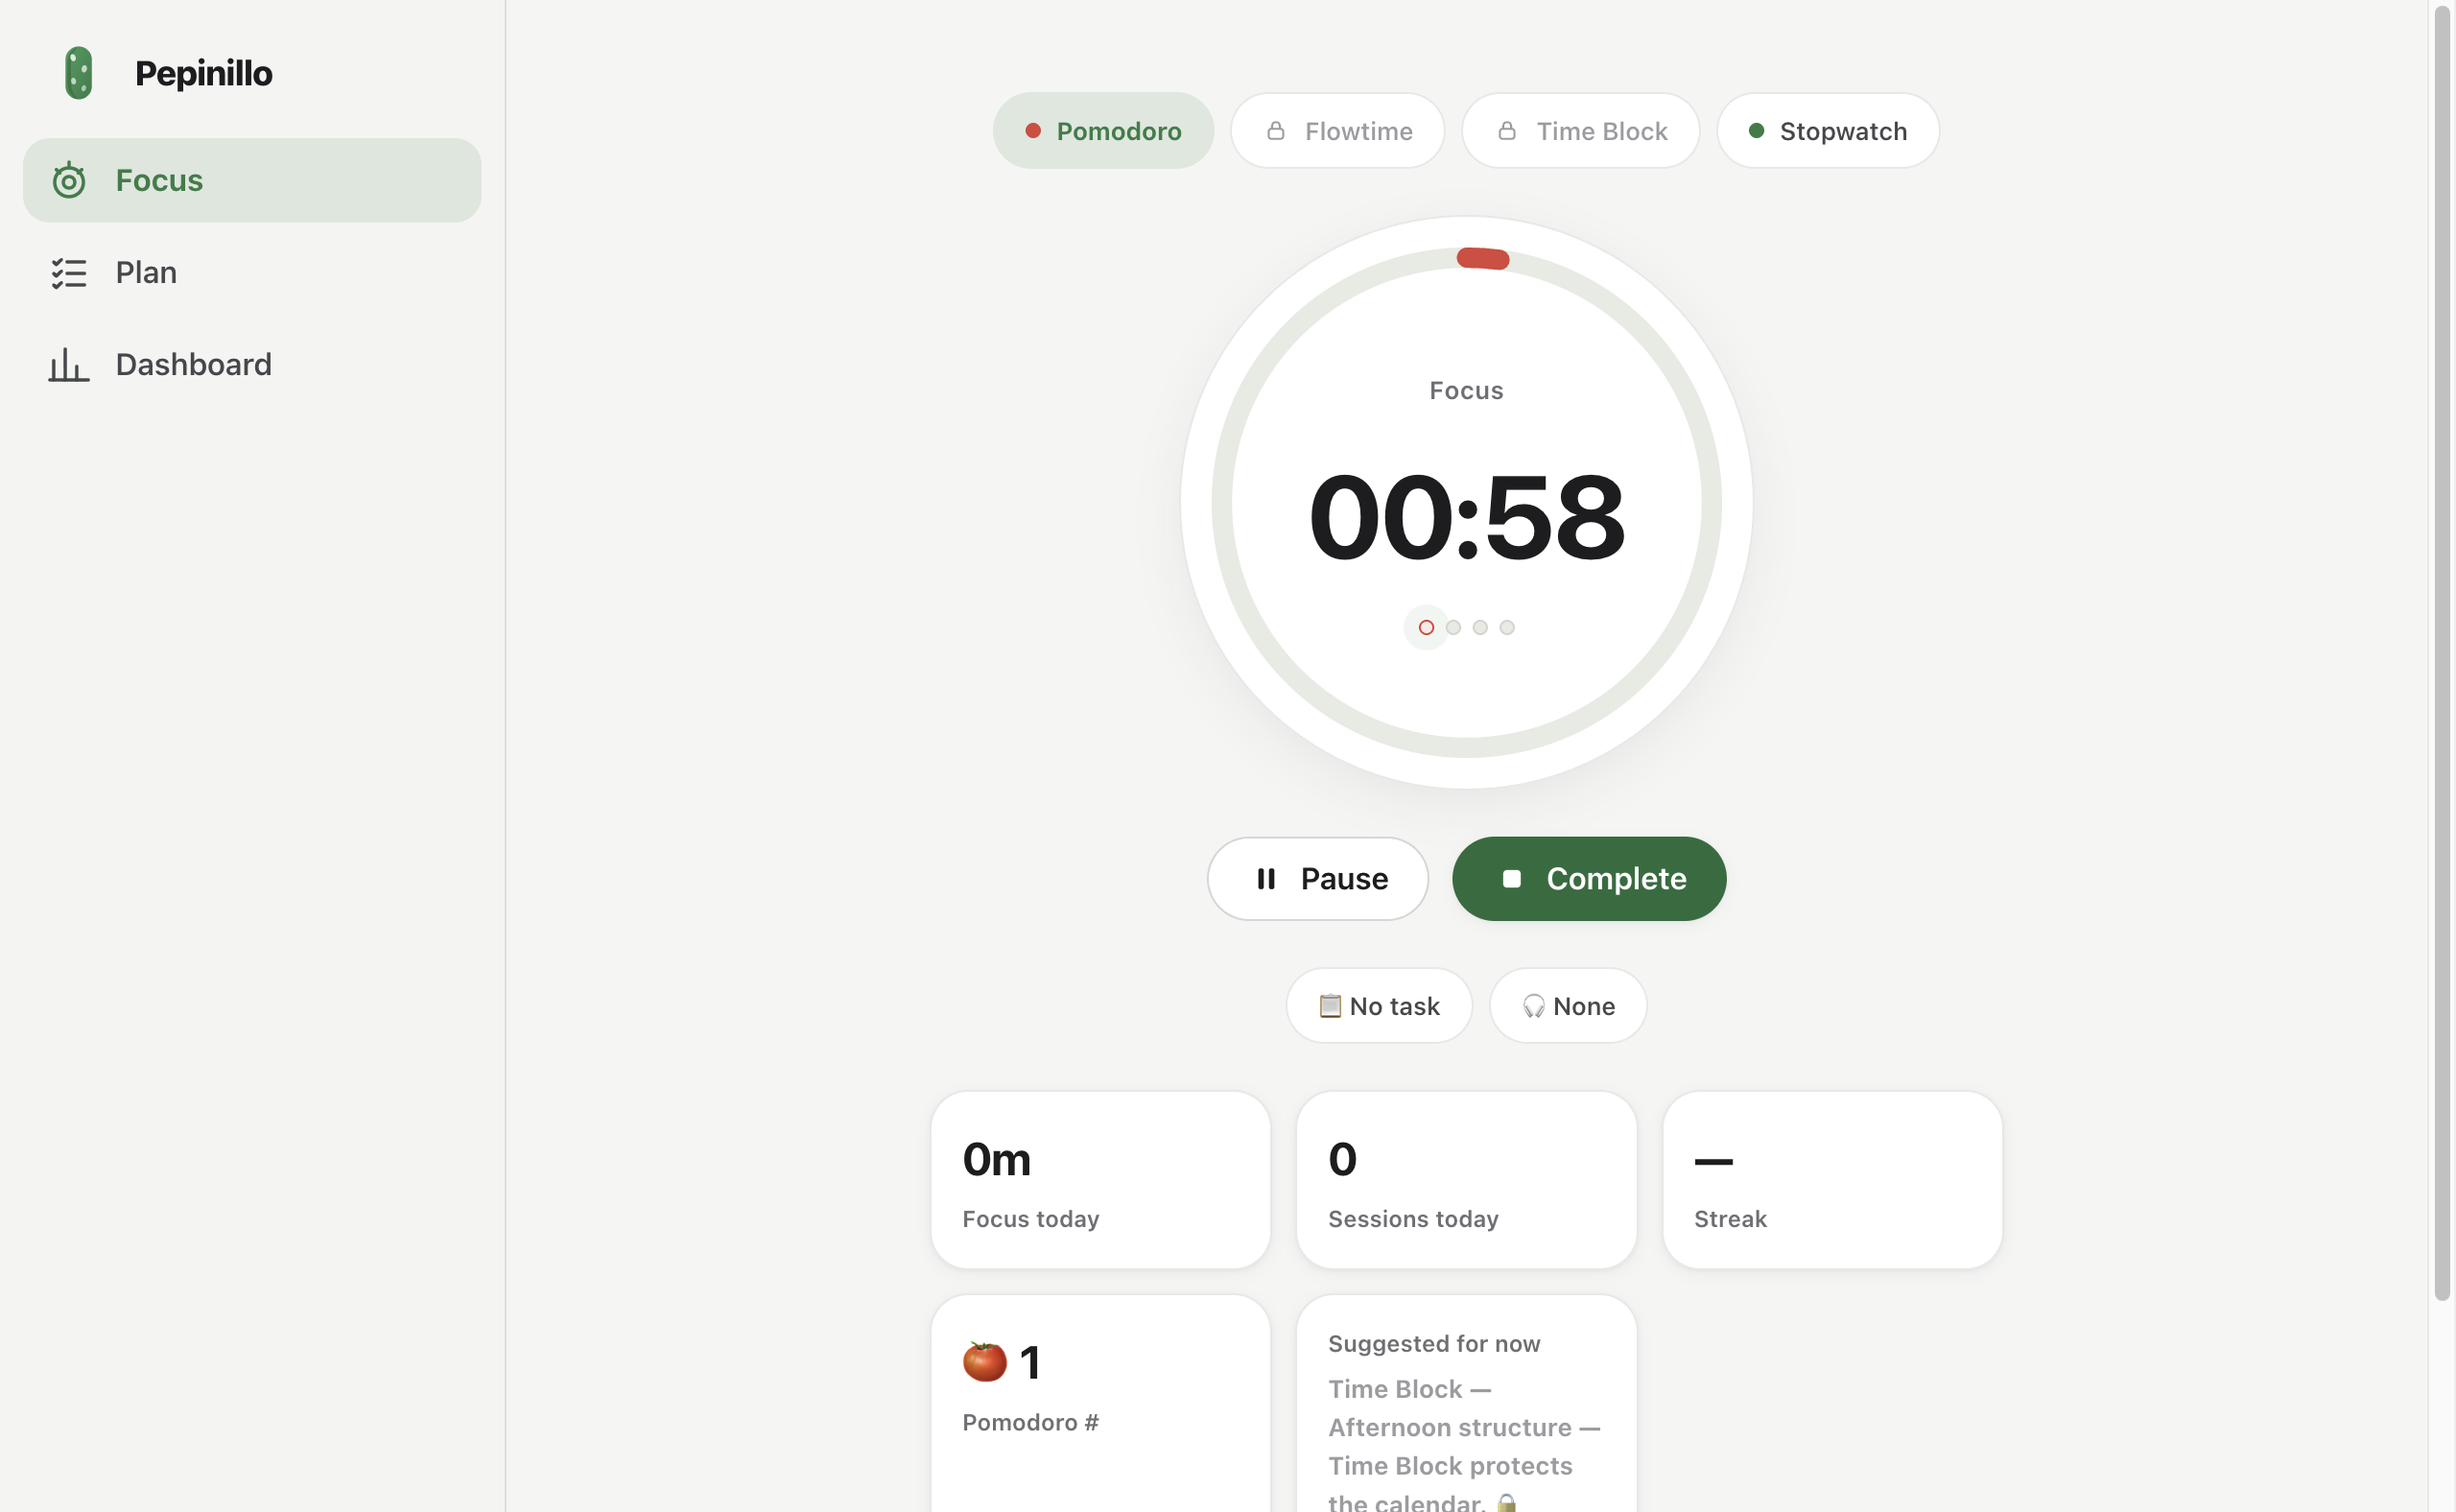 Pepinillo
Focus
Plan
Dashboard
Pomodoro
Flowtime
Time Block
Stopwatch
Focus
00:58
Pause
Complete
No task
None
0m
Focus today
0
Sessions today
—
Streak
1
Pomodoro #
Suggested for now
Time Block —
Afternoon structure —
Time Block protects
the calendar. 🔒